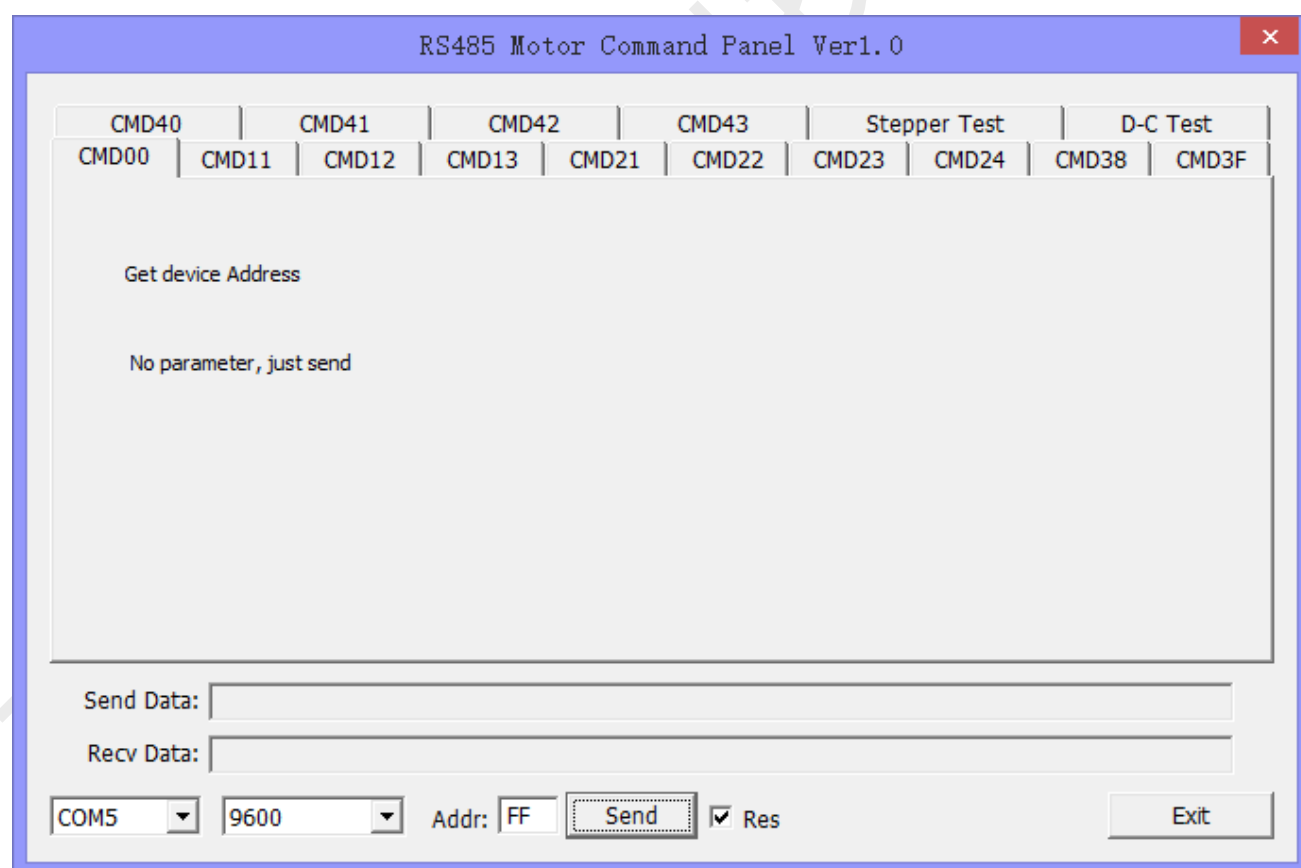 RS485 Motor Command Panel Ver1.0
×
CMD40 CMD41 CMD42 CMD43 Stepper Test D-C Test
CMD00 CMD11 CMD12 CMD13 CMD21 CMD22 CMD23 CMD24 CMD38 CMD3F
Get device Address
No parameter, just send
Send Data:
Recv Data:
COM5 9600 Addr: FF Send Res Exit